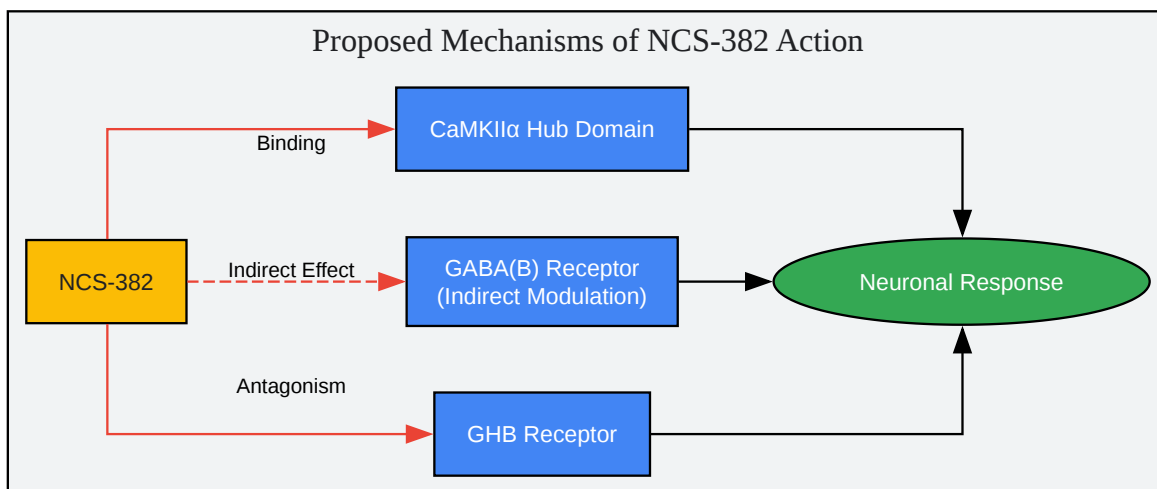 Proposed Mechanisms of NCS-382 Action
CaMKIIα Hub Domain
Binding
NCS-382
Indirect Effect
GABA(B) Receptor
(Indirect Modulation)
Neuronal Response
Antagonism
GHB Receptor